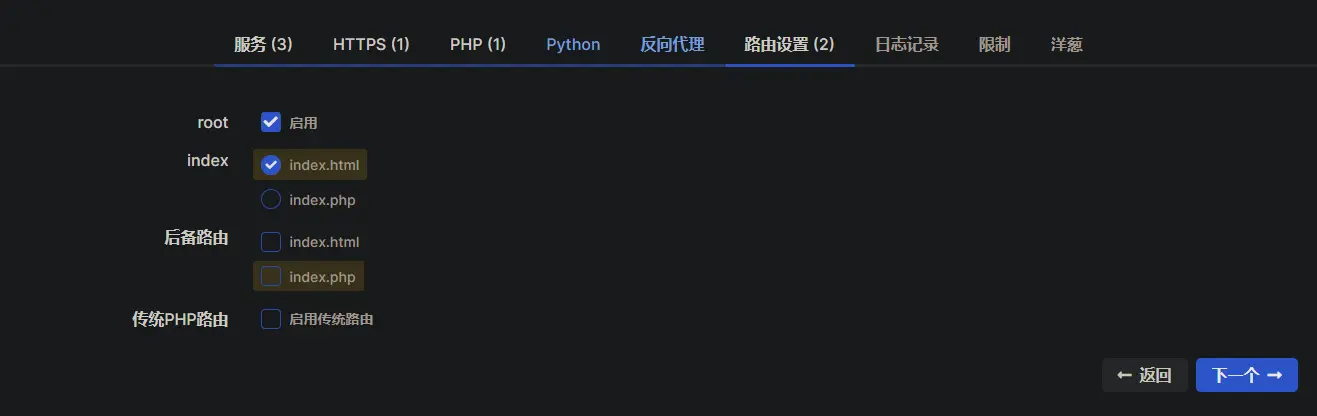 服务 (3) HTTPS (1) PHP (1) Python 反向代理 路由设置 (2) 日志记录 限制 洋葱
root 启用
index index.html
index.php
后备路由 index.html
index.php
传统PHP路由 启用传统路由
← 返回 下一个 →